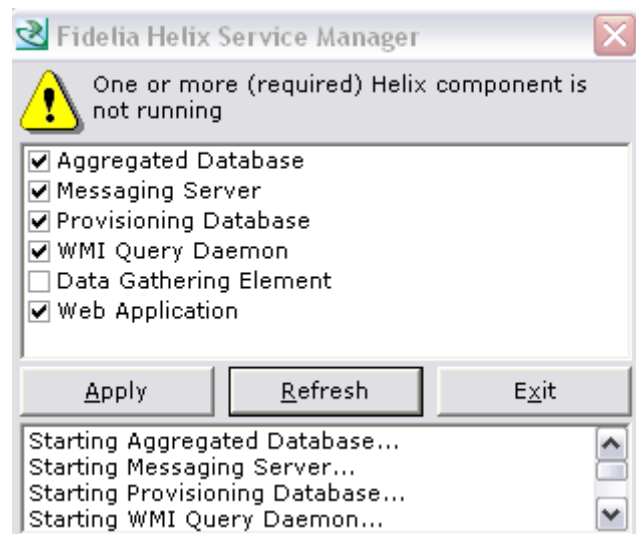 Fidelia Helix Service Manager
One or more (required) Helix component is
not running
Aggregated Database
Messaging Server
Provisioning Database
WMI Query Daemon
Data Gathering Element
Web Application
Apply
Refresh
Exit
Starting Aggregated Database...
Starting Messaging Server...
Starting Provisioning Database...
Starting WMI Query Daemon...